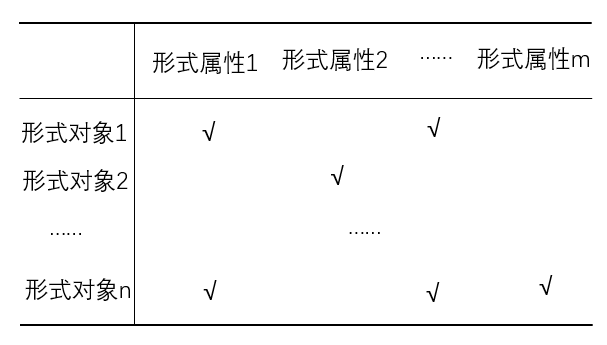 形式属性1 形式属性2 …… 形式属性m
形式对象1 √ √
形式对象2 √
…… ……
形式对象n √ √ √